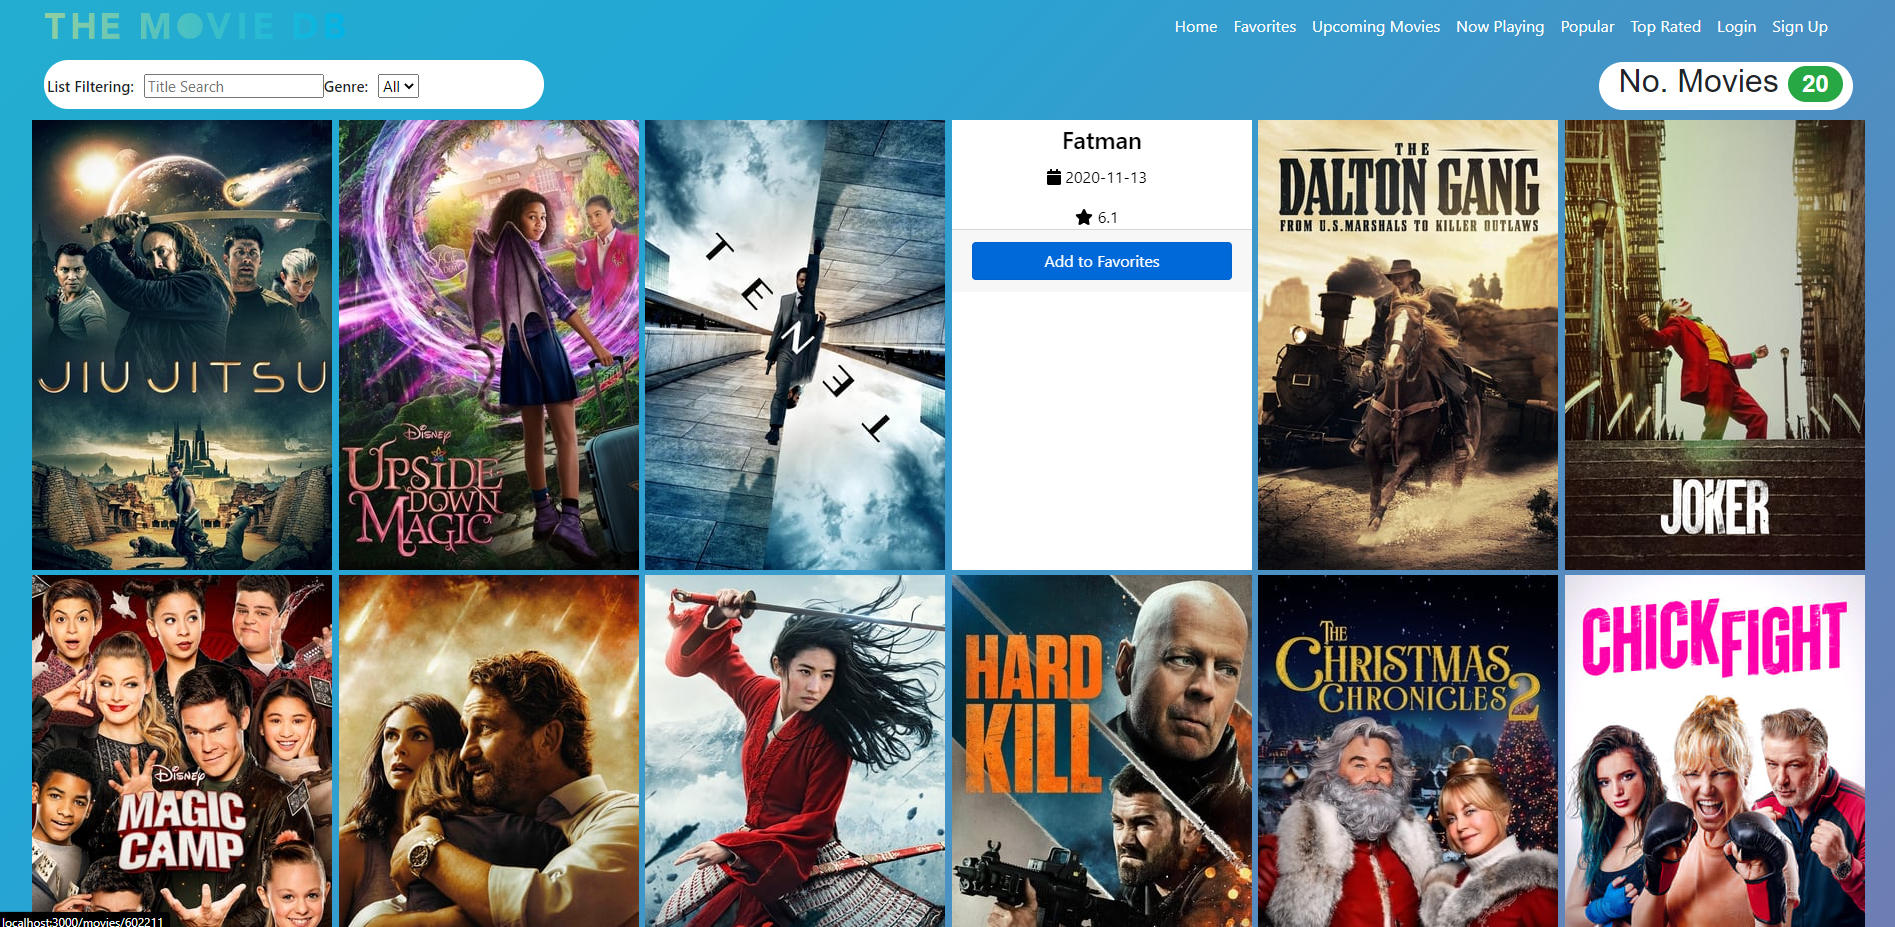 THE MOVIE DB
Home Favorites Upcoming Movies Now Playing Popular Top Rated Login Sign Up
List Filtering: Title Search Genre: All
No. Movies 20
JIU JITSU
SAGE ACADEMY
Disney
UPSIDE
DOWN
MAGIC
TENET
Fatman
2020-11-13
6.1
Add to Favorites
THE
DALTON GANG
FROM U.S. MARSHALS TO KILLER OUTLAWS
JOKER
Disney
MAGIC
CAMP
HARD
KILL
THE
CHRISTMAS
CHRONICLES 2
CHICK FIGHT
localhost:3000/movies/602211